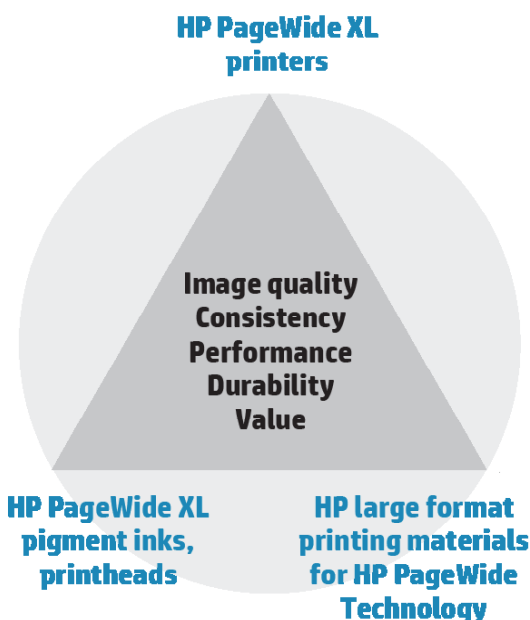 HP PageWide XL
printers
Image quality
Consistency
Performance
Durability
Value
HP PageWide XL
pigment inks,
printheads
HP large format
printing materials
for HP PageWide
Technology